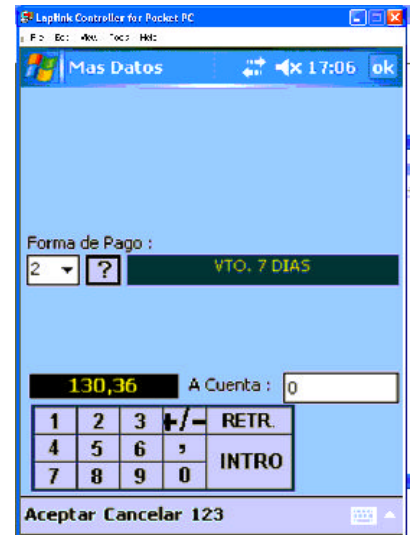 Laplink Controller for Pocket PC
Mas Datos 17:06 ok
Forma de Pago :
2 ? VTO. 7 DIAS
130,36 A Cuenta : 0
1 2 3 +/- RETR.
4 5 6 ,
INTRO
7 8 9 0
Aceptar Cancelar 123